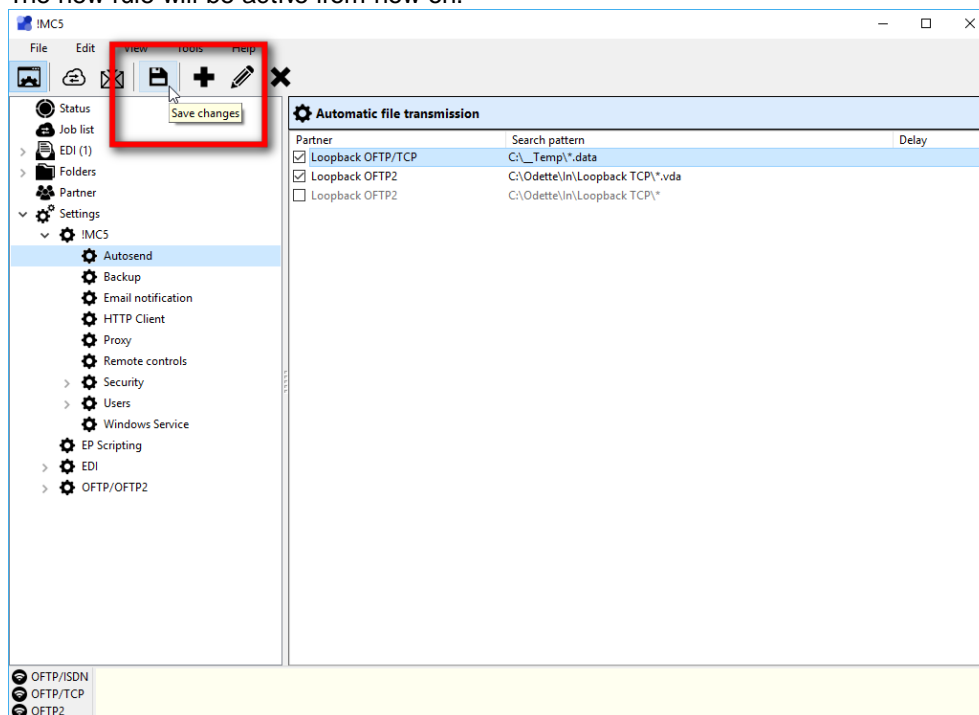 The new rule will be active from now on.
!MC5
File Edit View Tools Help
Save changes
Status
Job list
EDI (1)
Folders
Partner
Settings
!MC5
Autosend
Backup
Email notification
HTTP Client
Proxy
Remote controls
Security
Users
Windows Service
EP Scripting
EDI
OFTP/OFTP2
Automatic file transmission
Partner Search pattern Delay
Loopback OFTP/TCP C:\__Temp\*.data
Loopback OFTP2 C:\Odette\In\Loopback TCP\*.vda
Loopback OFTP2 C:\Odette\In\Loopback TCP\*
OFTP/ISDN
OFTP/TCP
OFTP2